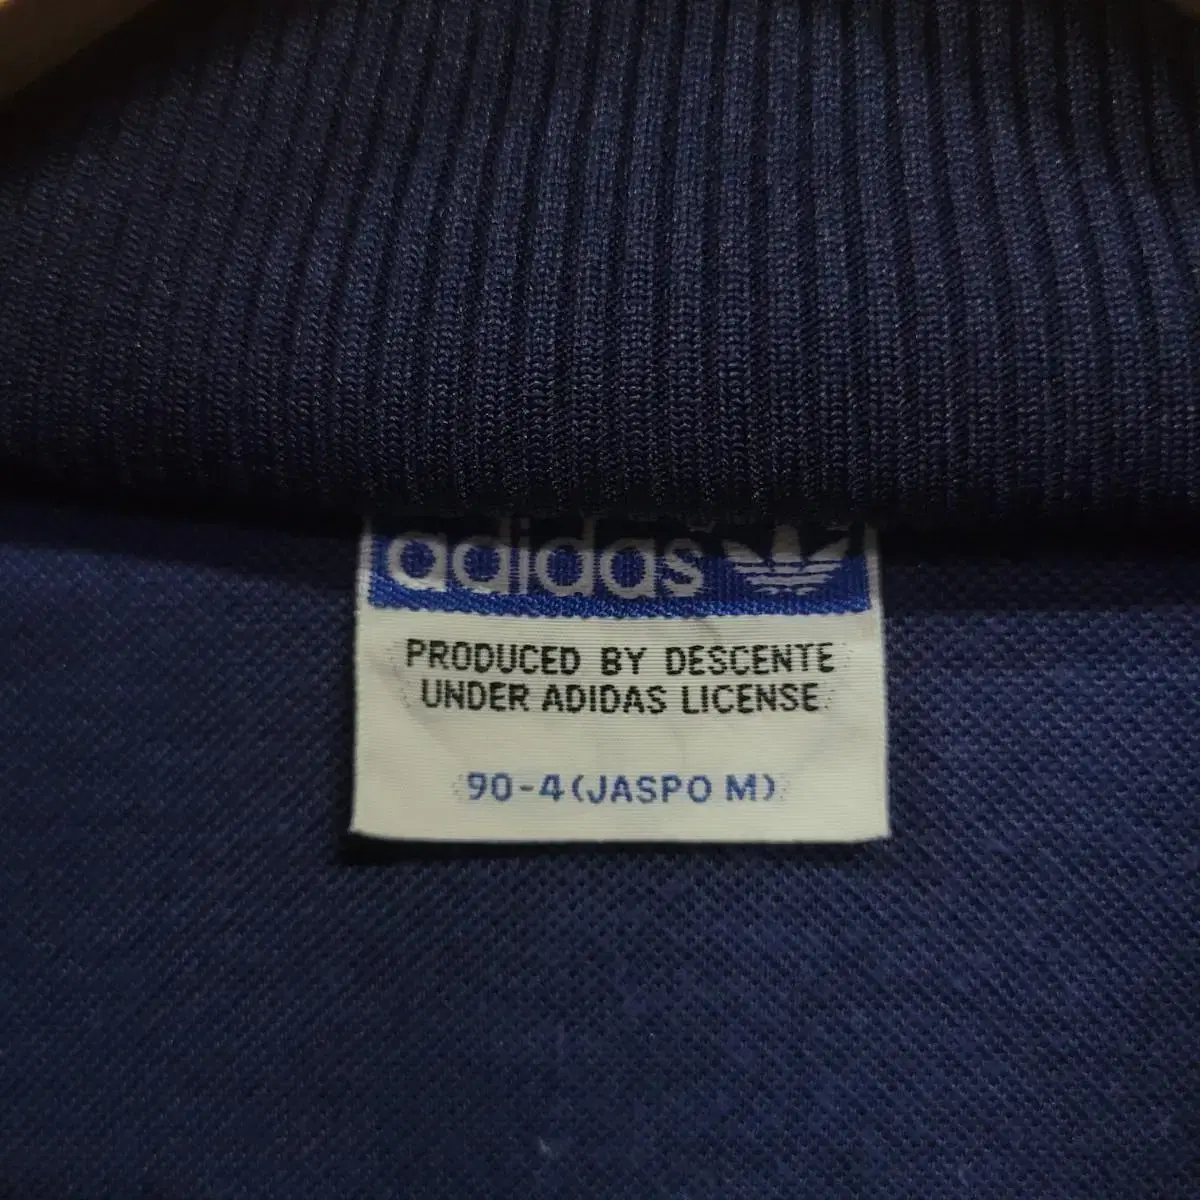 adidas
PRODUCED BY DESCENTE
UNDER ADIDAS LICENSE
90-4(JASPO M)